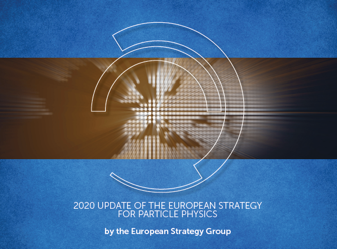 2020 UPDATE OF THE EUROPEAN STRATEGY
FOR PARTICLE PHYSICS
by the European Strategy Group